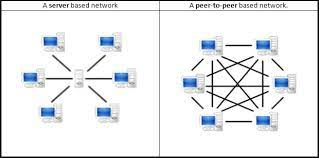 A server based network
A peer-to-peer based network.